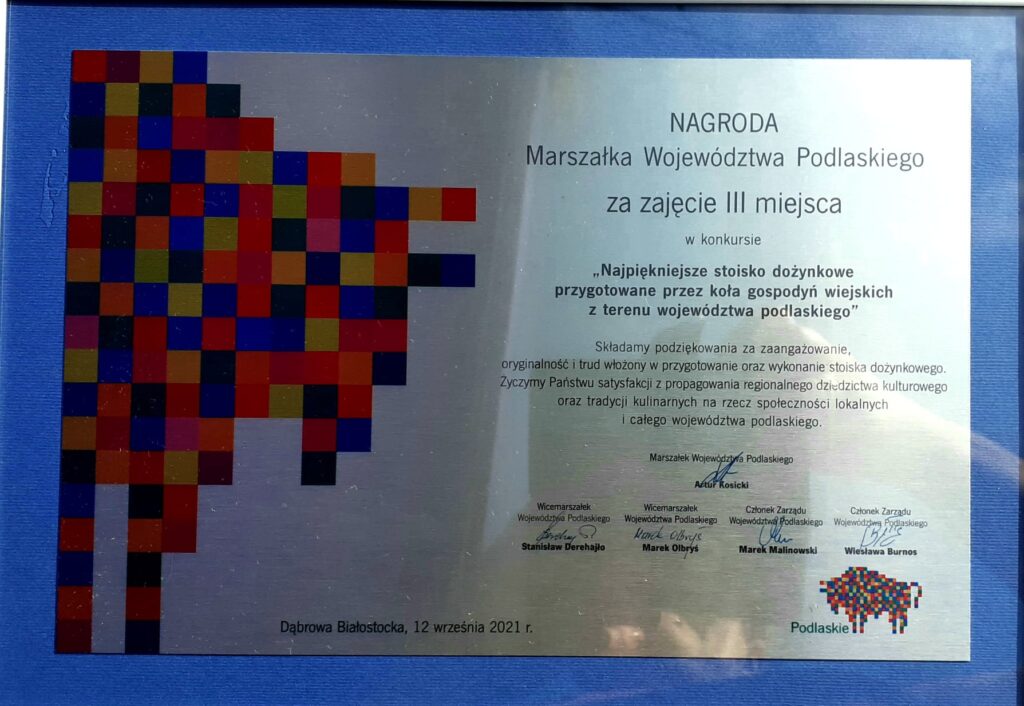 NAGRODA
Marszałka Województwa Podlaskiego
za zajęcie III miejsca
w konkursie
„Najpiękniejsze stoisko dożynkowe
przygotowane przez koła gospodyń wiejskich
z terenu województwa podlaskiego”
Składamy podziękowania za zaangażowanie,
oryginalność i trud włożony w przygotowanie oraz wykonanie stoiska dożynkowego.
Życzymy Państwu satysfakcji z propagowania regionalnego dziedzictwa kulturowego
oraz tradycji kulinarnych na rzecz społeczności lokalnych
i całego województwa podlaskiego.
Marszałek Województwa Podlaskiego
Artur Kosicki
Wicemarszałek
Województwa Podlaskiego
Stanisław Derehajło
Wicemarszałek
Województwa Podlaskiego
Marek Olbryś
Marek Olbryś
Członek Zarządu
Województwa Podlaskiego
Marek Malinowski
Członek Zarządu
Województwa Podlaskiego
Wiesława Burnos
Podlaskie
Dąbrowa Białostocka, 12 września 2021 r.